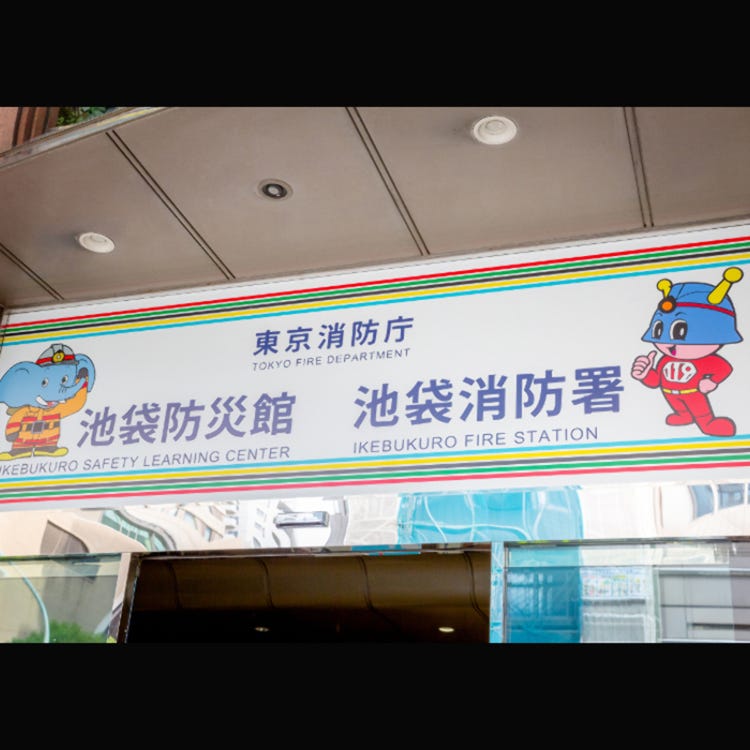 東京消防庁
TOKYO FIRE DEPARTMENT
池袋防災館
IKEBUKURO SAFETY LEARNING CENTER
池袋消防署
IKEBUKURO FIRE STATION
119